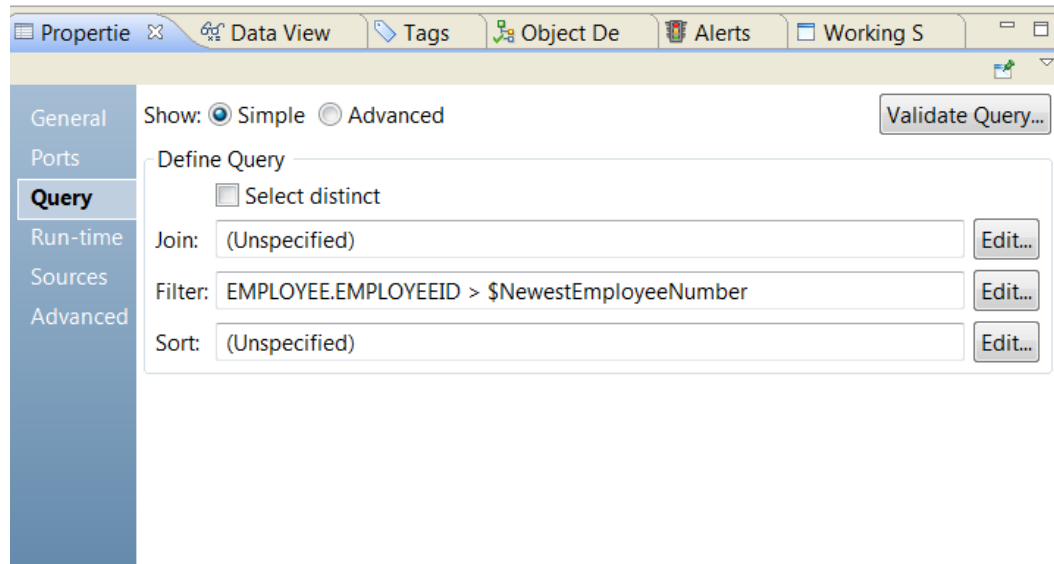 Propertie Data View Tags Object De Alerts Working S
General
Ports
Query
Run-time
Sources
Advanced
Show: Simple Advanced Validate Query...
Define Query
Select distinct
Join: (Unspecified) Edit...
Filter: EMPLOYEE.EMPLOYEEID > $NewestEmployeeNumber Edit...
Sort: (Unspecified) Edit...